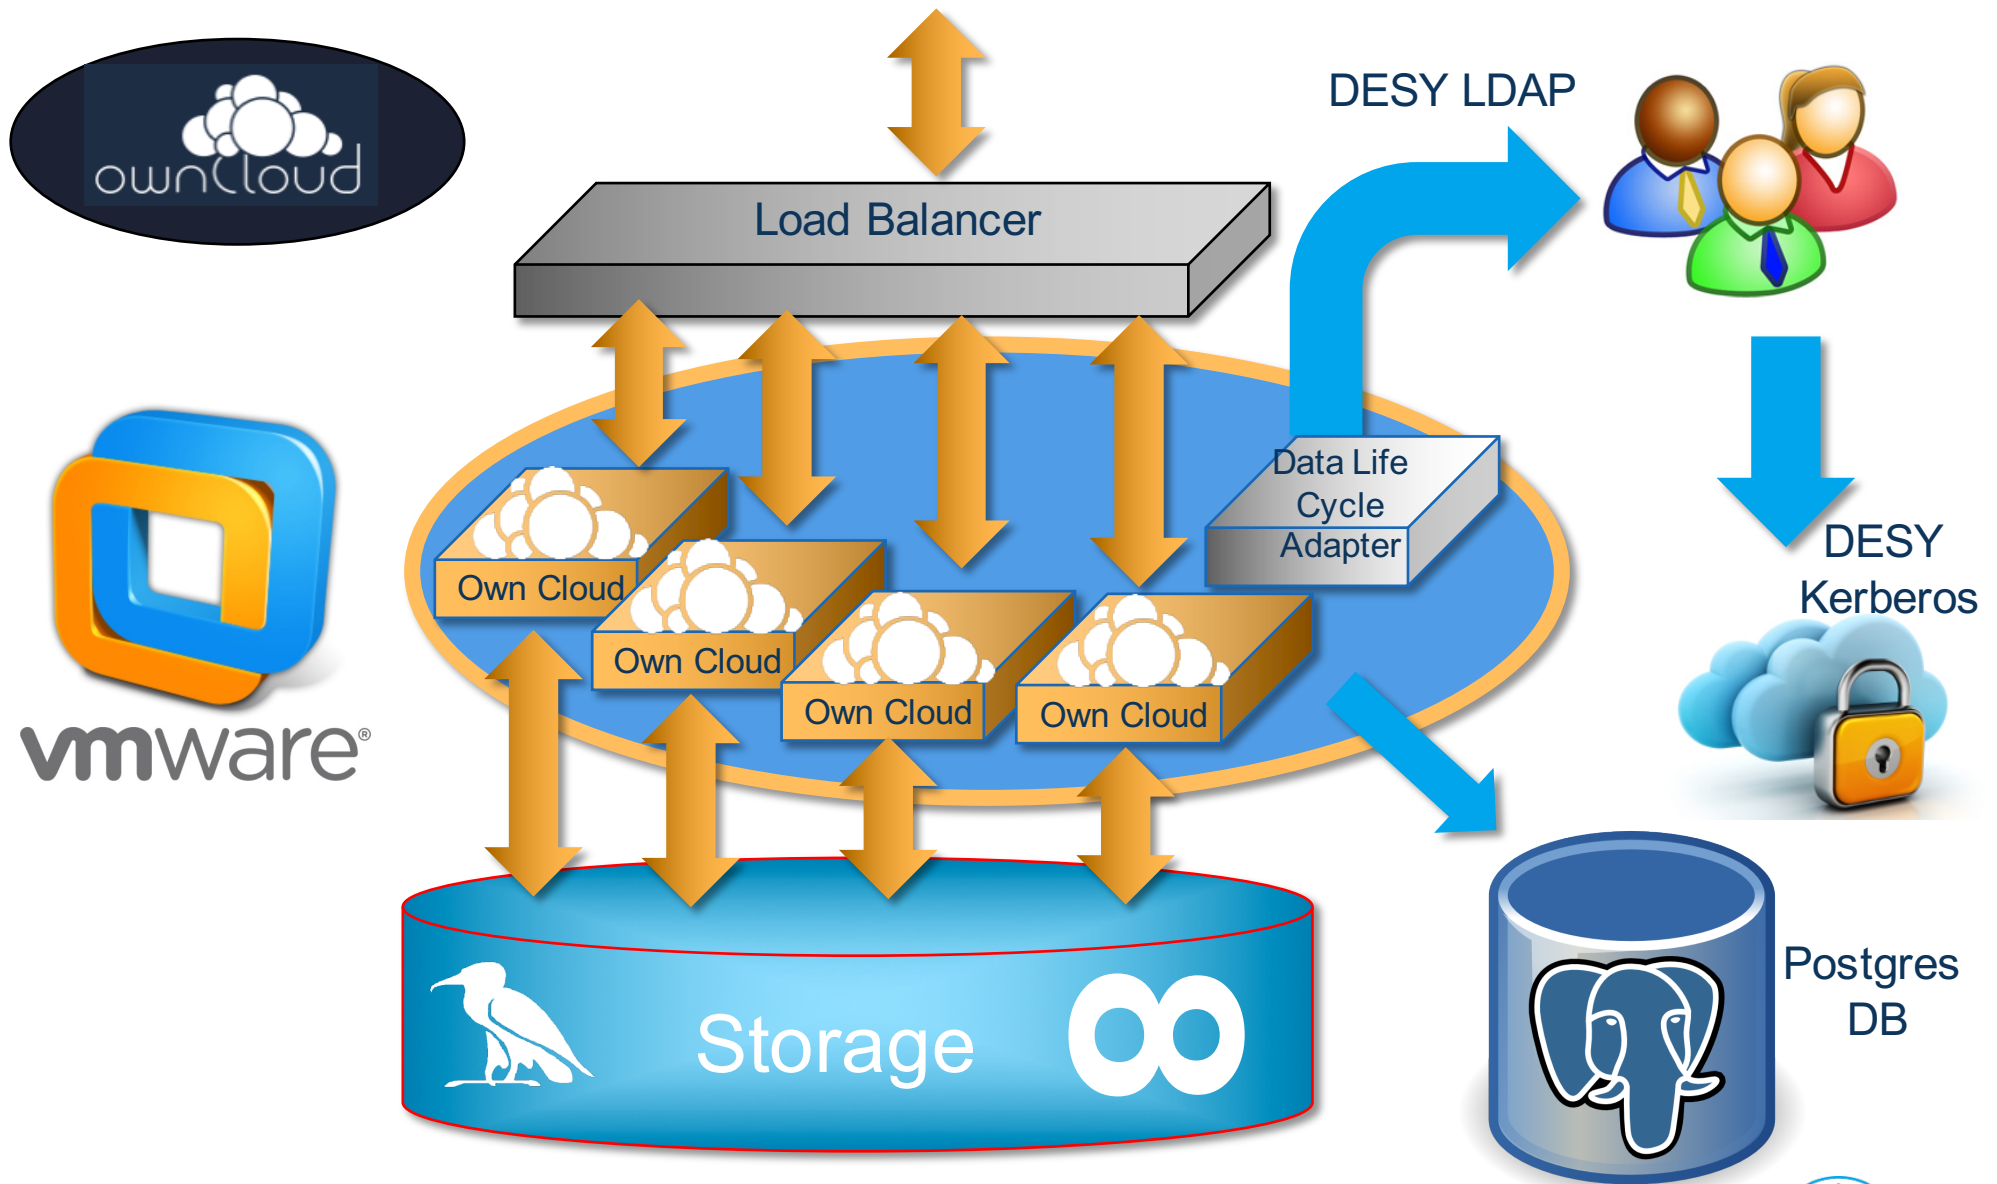 ownCloud
DESY LDAP
Load Balancer
Data Life
Cycle
Adapter
Own Cloud
Own Cloud
Own Cloud
Own Cloud
DESY
Kerberos
vmware®
Storage
Postgres
DB